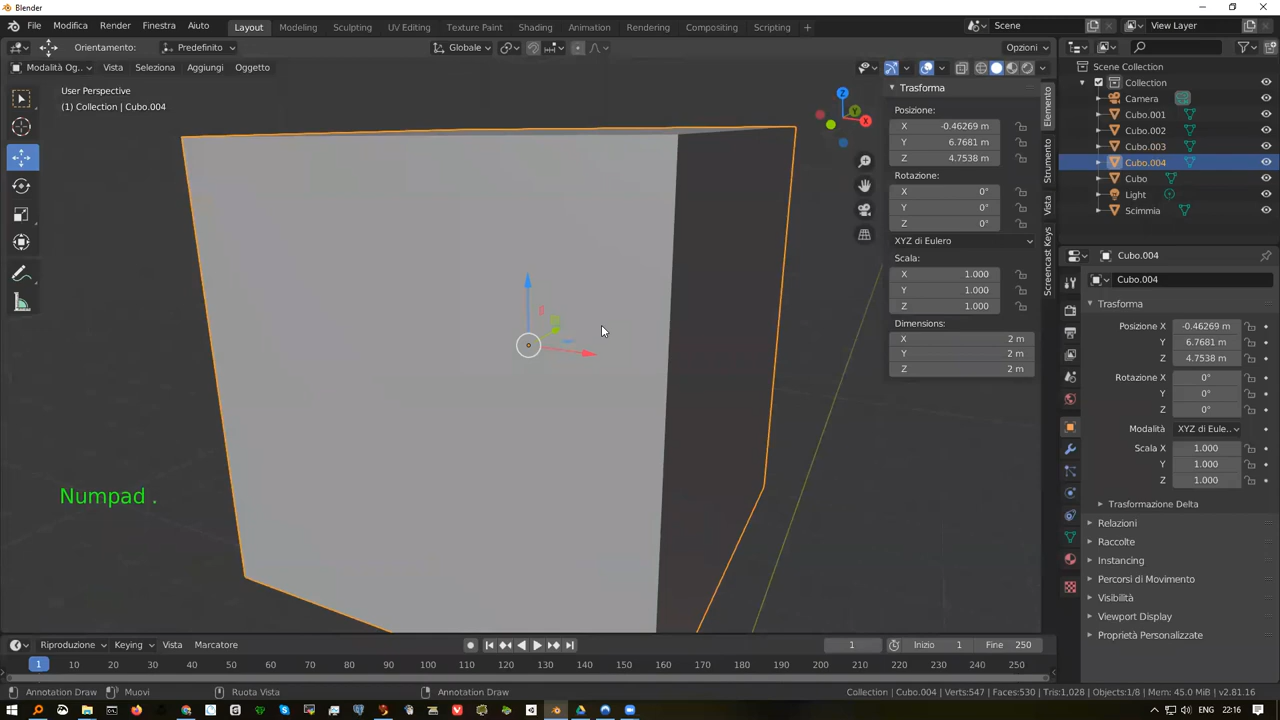 Blender
File Modifica Render Finestra Aiuto Layout Modeling Sculpting UV Editing Texture Paint Shading Animation Rendering Compositing Scripting + Scene View Layer
Orientamento: Predefinito Globale Opzioni
Modalità Og.. Vista Seleziona Aggiungi Oggetto
User Perspective
(1) Collection | Cubo.004
Z
Y
X
Trasforma
Posizione:
X -0.46269 m
Y 6.7681 m
Z 4.7538 m
Rotazione:
X 0°
Y 0°
Z 0°
XYZ di Eulero
Scala:
X 1.000
Y 1.000
Z 1.000
Dimensions:
X 2 m
Y 2 m
Z 2 m
Elemento
Strumento
Vista
Screencast Keys
Scene Collection
Collection
Camera
Cubo.001
Cubo.002
Cubo.003
Cubo.004
Cubo
Light
Scimmia
Cubo.004
Cubo.004
Trasforma
Posizione X -0.46269 m
Y 6.7681 m
Z 4.7538 m
Rotazione X 0°
Y 0°
Z 0°
Modalità XYZ di Eule..
Scala X 1.000
Y 1.000
Z 1.000
Trasformazione Delta
Relazioni
Raccolte
Instancing
Percorsi di Movimento
Visibilità
Viewport Display
Proprietà Personalizzate
Numpad .
Riproduzione Keying Vista Marcatore 1 Inizio 1 Fine 250
1 10 20 30 40 50 60 70 80 90 100 110 120 130 140 150 160 170 180 190 200 210 220 230 240 250
Annotation Draw Muovi Ruota Vista Annotation Draw Collection | Cubo.004 | Verts:547 | Faces:530 | Tris:1,028 | Objects:1/8 | Mem: 45.0 MiB | v2.81.16
ENG 22:16